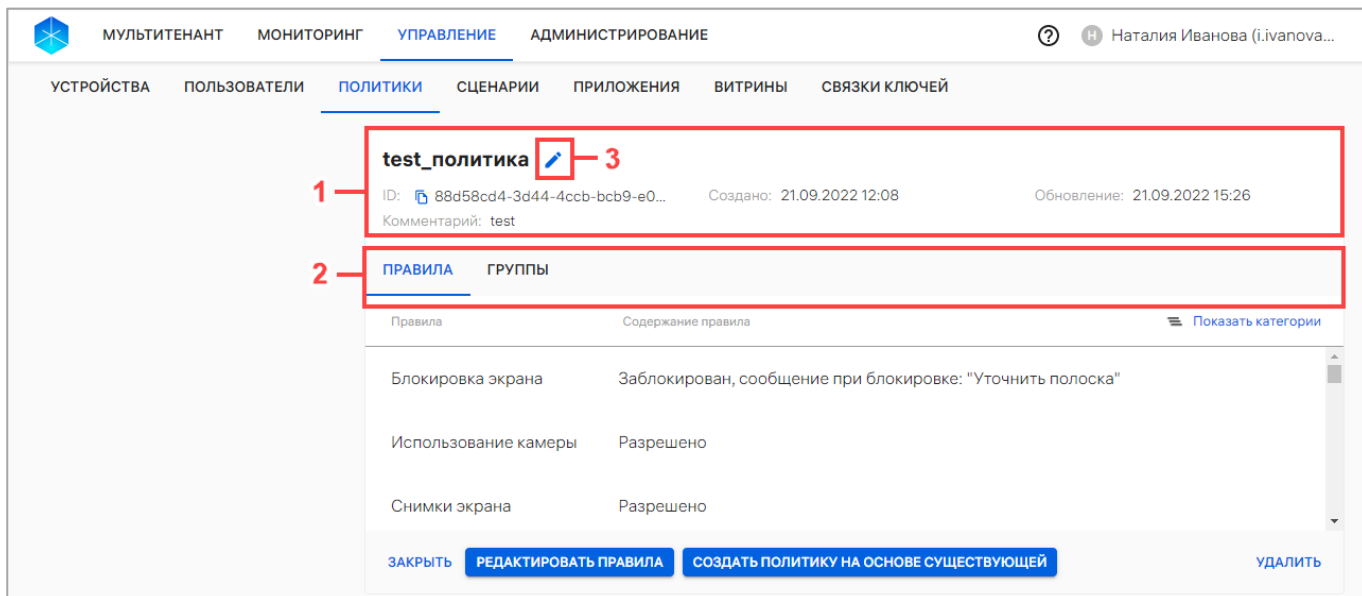 МУЛЬТИТЕНАНТ МОНИТОРИНГ УПРАВЛЕНИЕ АДМИНИСТРИРОВАНИЕ ? Н Наталия Иванова (i.ivanova...
УСТРОЙСТВА ПОЛЬЗОВАТЕЛИ ПОЛИТИКИ СЦЕНАРИИ ПРИЛОЖЕНИЯ ВИТРИНЫ СВЯЗКИ КЛЮЧЕЙ
test_политика 3
1 ID: 88d58cd4-3d44-4ccb-bcb9-e0... Создано: 21.09.2022 12:08 Обновление: 21.09.2022 15:26
Комментарий: test
2 ПРАВИЛА ГРУППЫ
Правила Содержание правила Показать категории
Блокировка экрана Заблокирован, сообщение при блокировке: "Уточнить полоска"
Использование камеры Разрешено
Снимки экрана Разрешено
ЗАКРЫТЬ РЕДАКТИРОВАТЬ ПРАВИЛА СОЗДАТЬ ПОЛИТИКУ НА ОСНОВЕ СУЩЕСТВУЮЩЕЙ УДАЛИТЬ